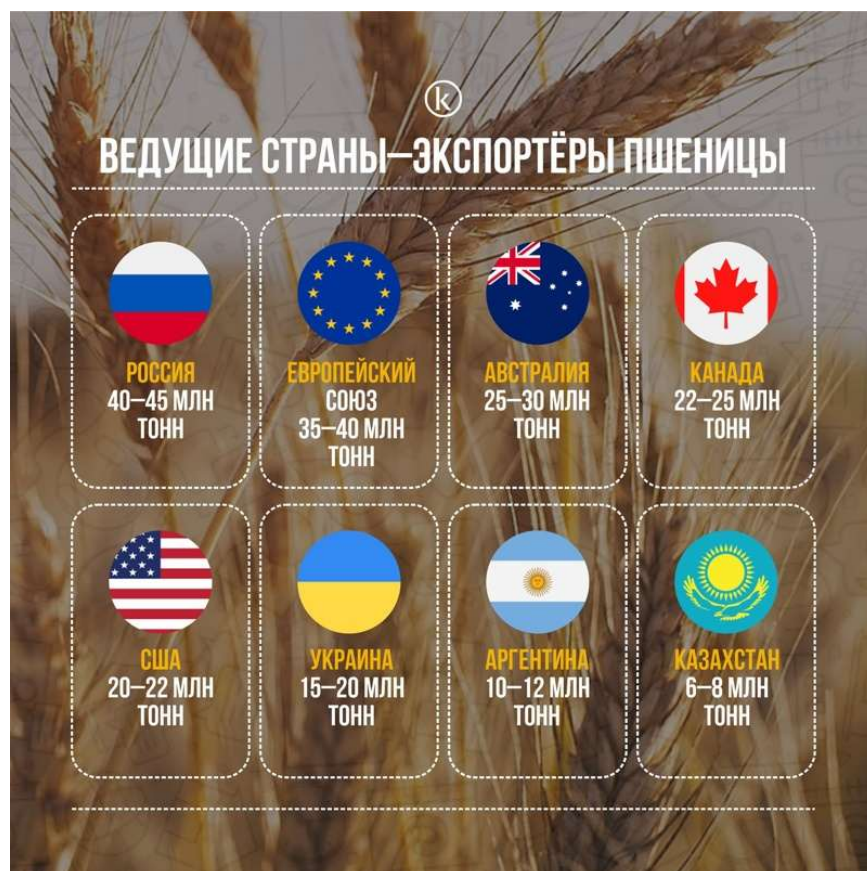 k
ВЕДУЩИЕ СТРАНЫ–ЭКСПОРТЁРЫ ПШЕНИЦЫ
РОССИЯ
40–45 МЛН
ТОНН
ЕВРОПЕЙСКИЙ
СОЮЗ
35–40 МЛН
ТОНН
АВСТРАЛИЯ
25–30 МЛН
ТОНН
КАНАДА
22–25 МЛН
ТОНН
США
20–22 МЛН
ТОНН
УКРАИНА
15–20 МЛН
ТОНН
АРГЕНТИНА
10–12 МЛН
ТОНН
КАЗАХСТАН
6–8 МЛН
ТОНН